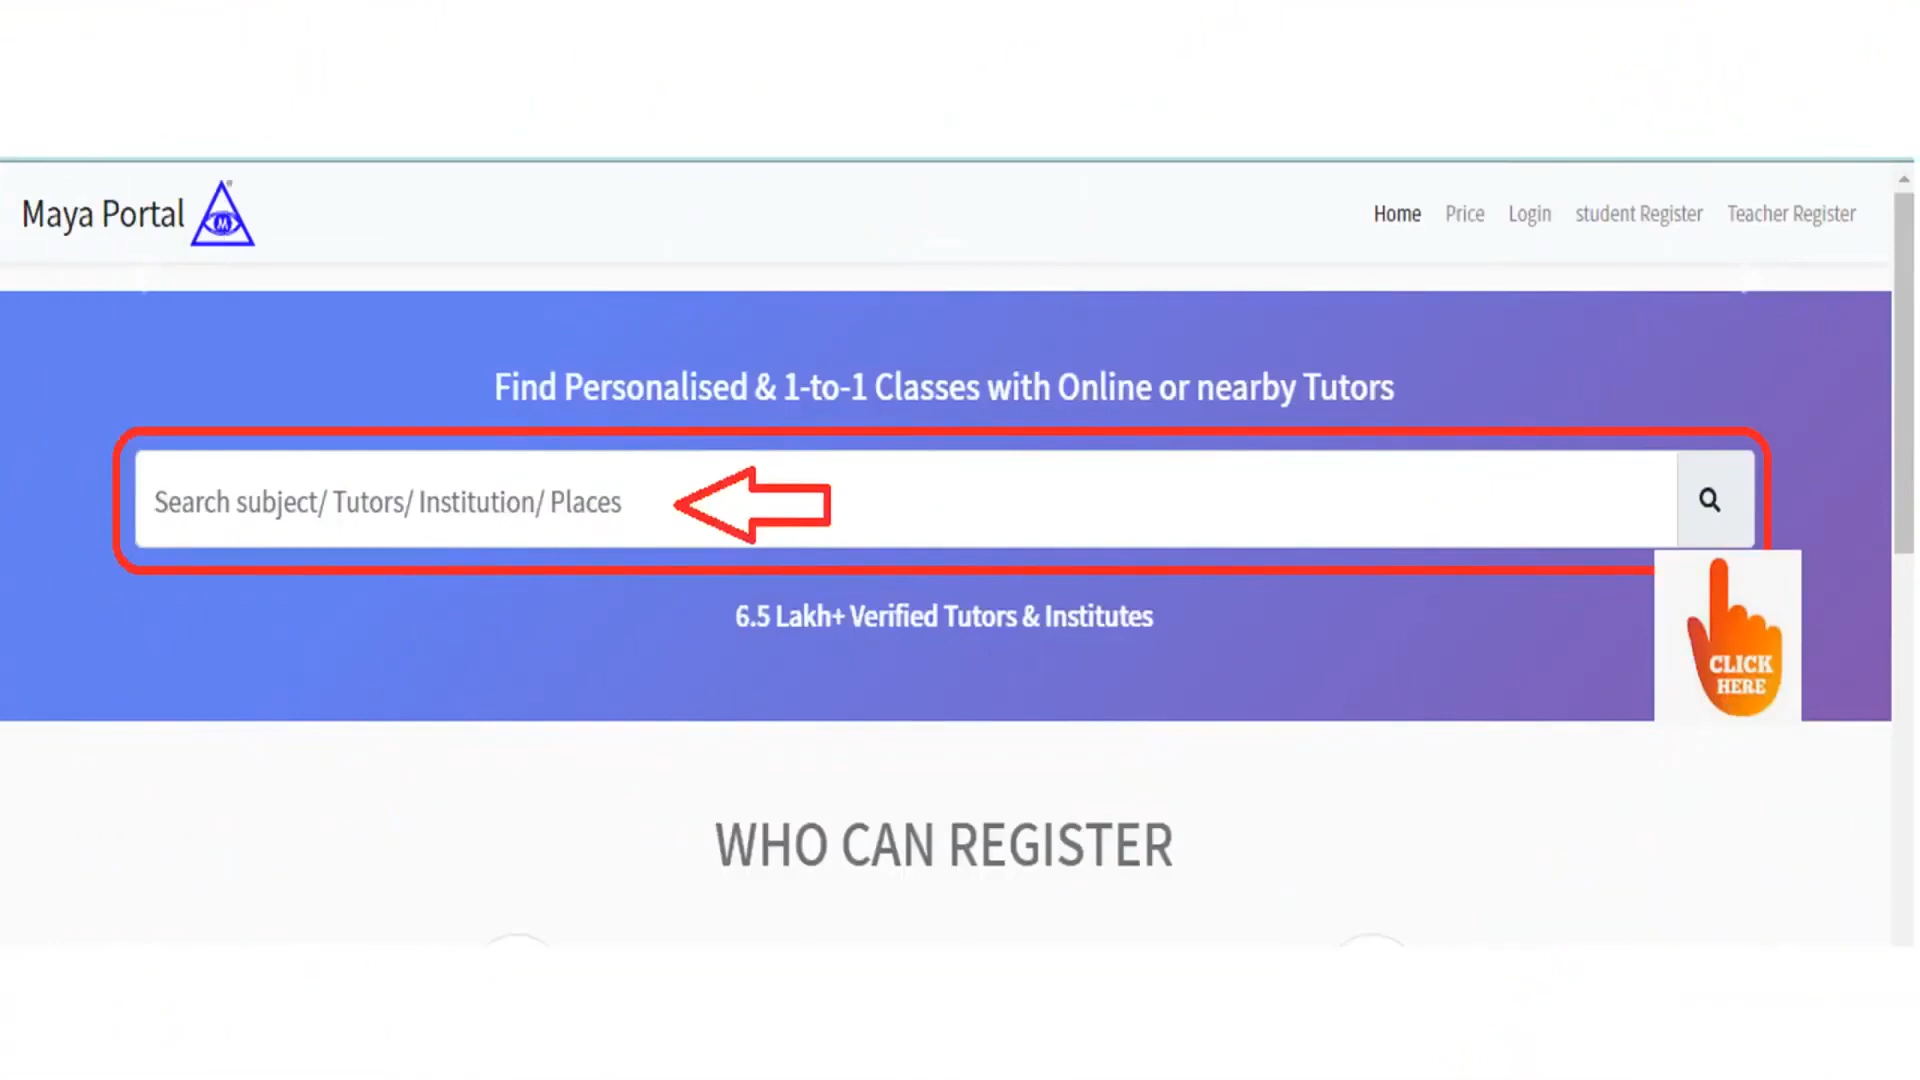 Maya Portal
M
Home Price Login student Register Teacher Register
Find Personalised & 1-to-1 Classes with Online or nearby Tutors
Search subject/ Tutors/ Institution/ Places
6.5 Lakh+ Verified Tutors & Institutes
CLICK
HERE
WHO CAN REGISTER